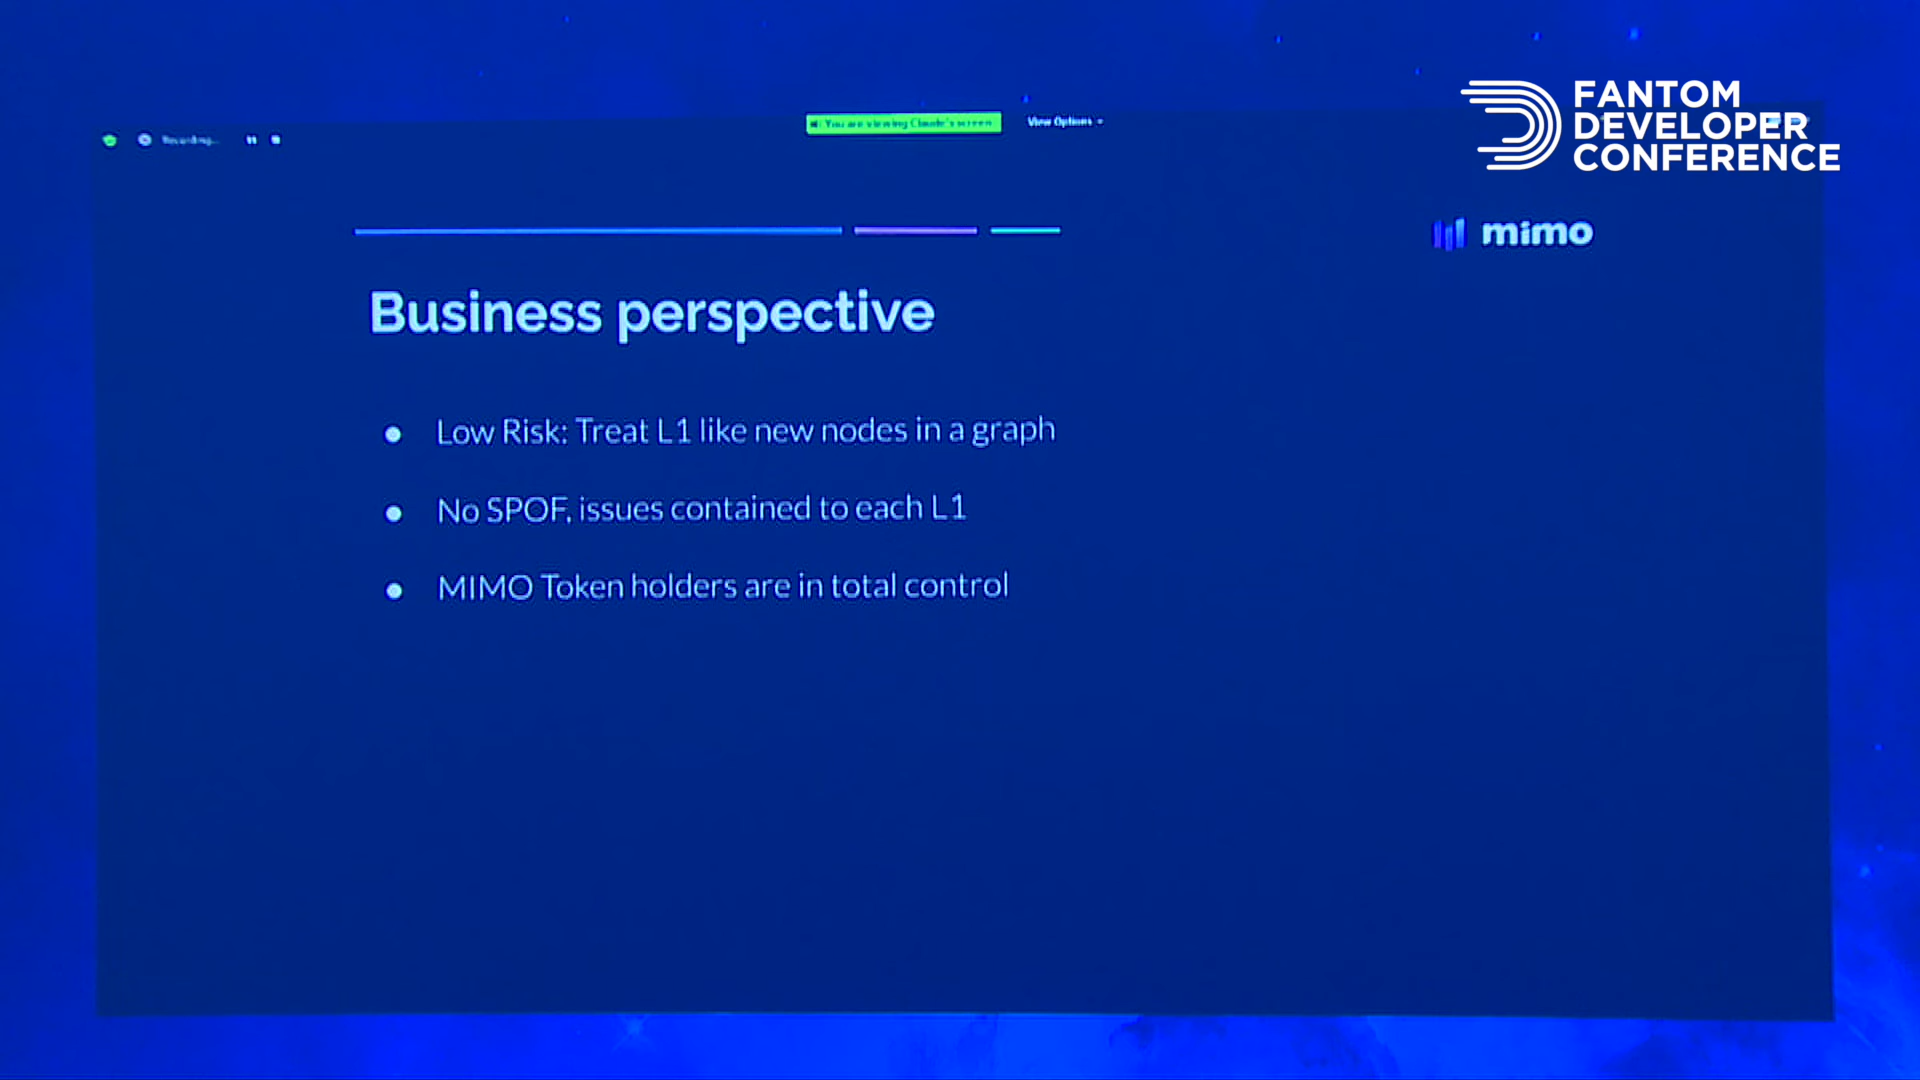 FANTOM
DEVELOPER
CONFERENCE
You are viewing Claude's screen
View Options
Recording...
mimo
Business perspective
● Low Risk: Treat L1 like new nodes in a graph
● No SPOF, issues contained to each L1
● MIMO Token holders are in total control